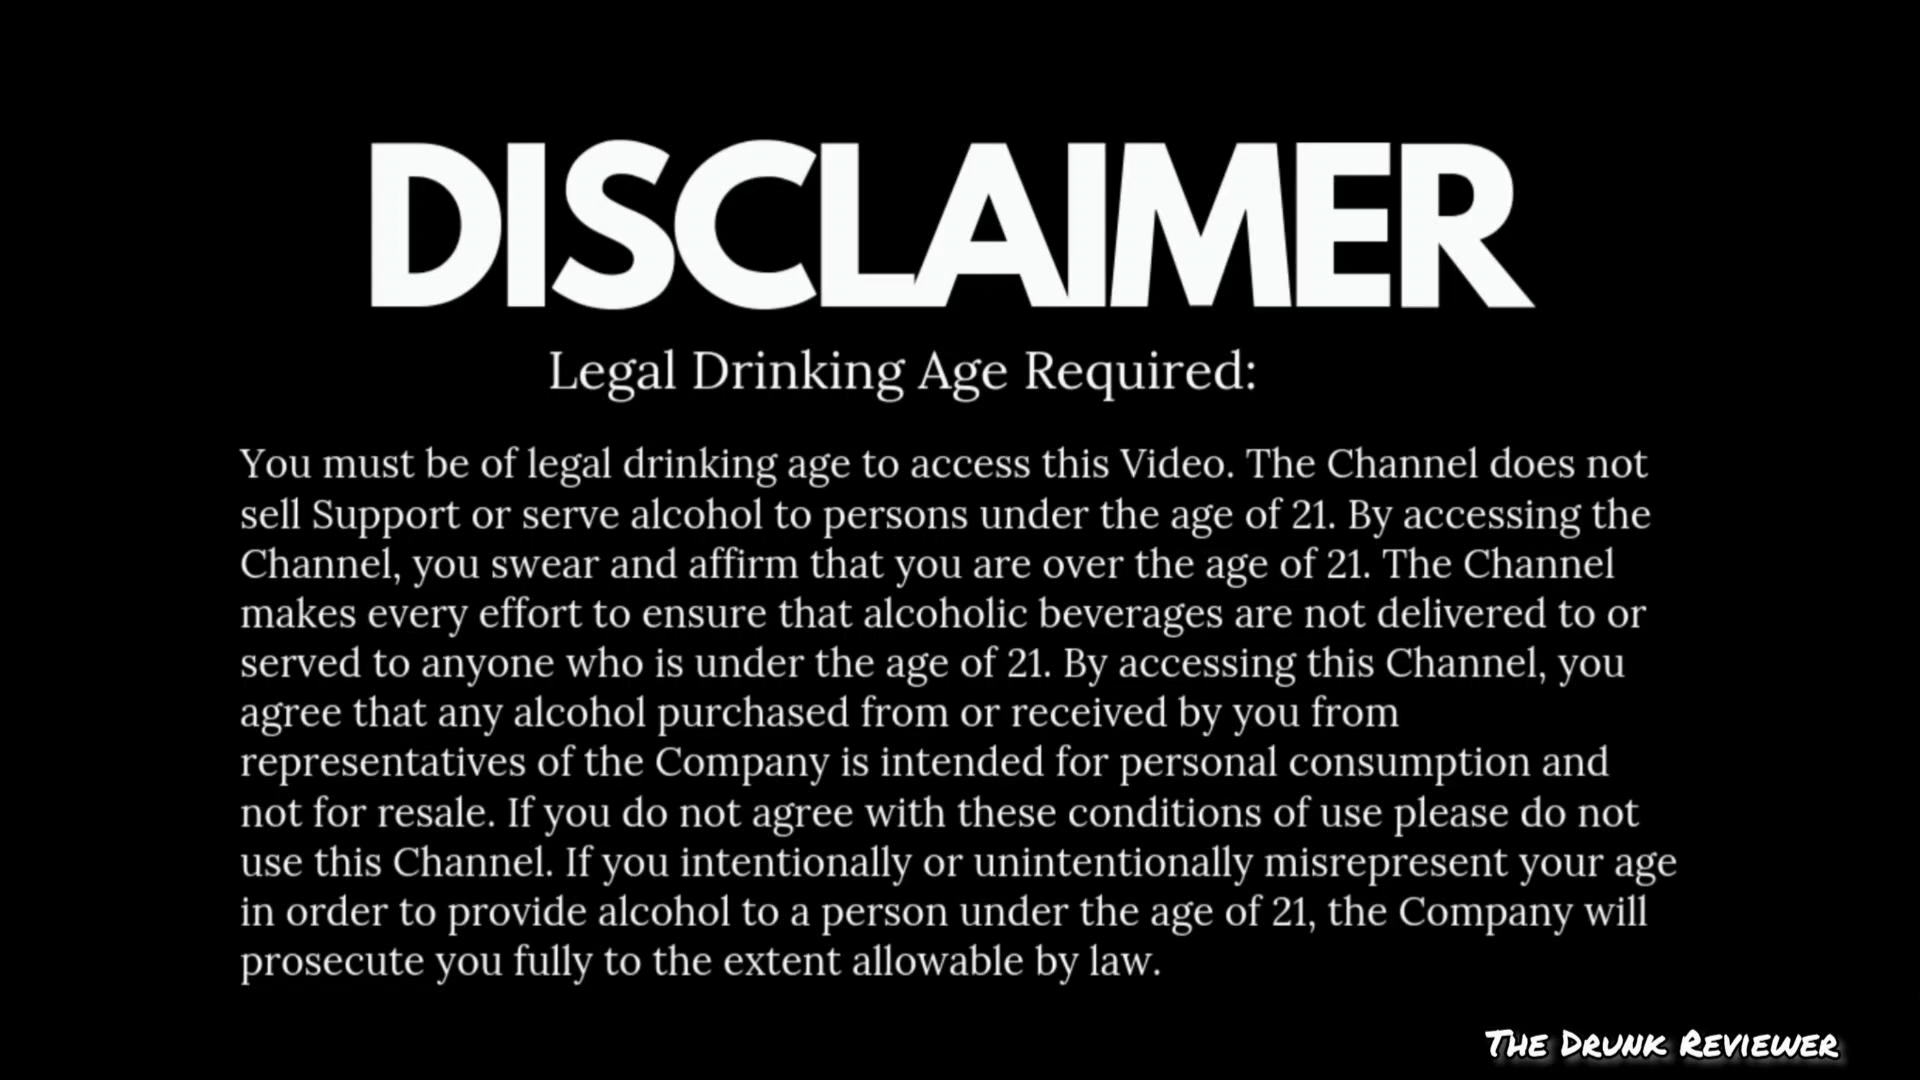 DISCLAIMER
Legal Drinking Age Required:
You must be of legal drinking age to access this Video. The Channel does not
sell Support or serve alcohol to persons under the age of 21. By accessing the
Channel, you swear and affirm that you are over the age of 21. The Channel
makes every effort to ensure that alcoholic beverages are not delivered to or
served to anyone who is under the age of 21. By accessing this Channel, you
agree that any alcohol purchased from or received by you from
representatives of the Company is intended for personal consumption and
not for resale. If you do not agree with these conditions of use please do not
use this Channel. If you intentionally or unintentionally misrepresent your age
in order to provide alcohol to a person under the age of 21, the Company will
prosecute you fully to the extent allowable by law.
THE DRUNK REVIEWER